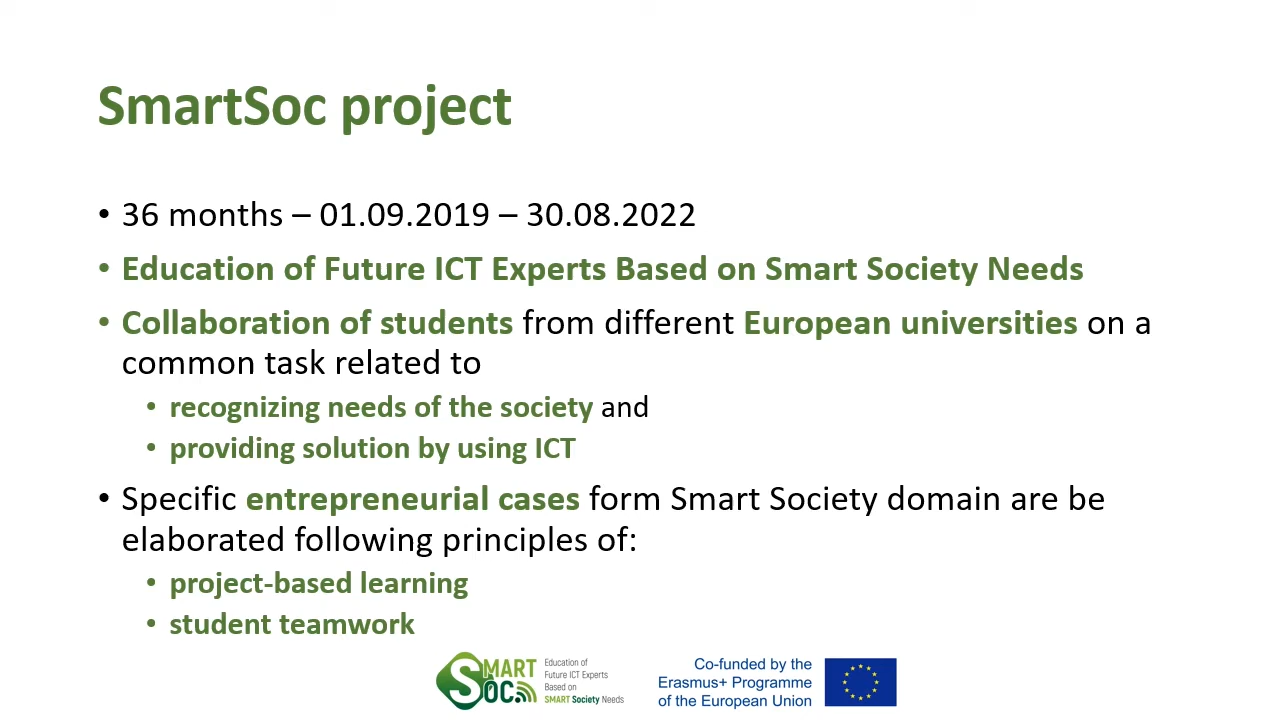 SmartSoc project
• 36 months – 01.09.2019 – 30.08.2022
• Education of Future ICT Experts Based on Smart Society Needs
• Collaboration of students from different European universities on a
common task related to
• recognizing needs of the society and
• providing solution by using ICT
• Specific entrepreneurial cases form Smart Society domain are be
elaborated following principles of:
• project-based learning
• student teamwork
SMART
SOC
Education of
Future ICT Experts
Based on
SMART Society Needs
Co-funded by the
Erasmus+ Programme
of the European Union